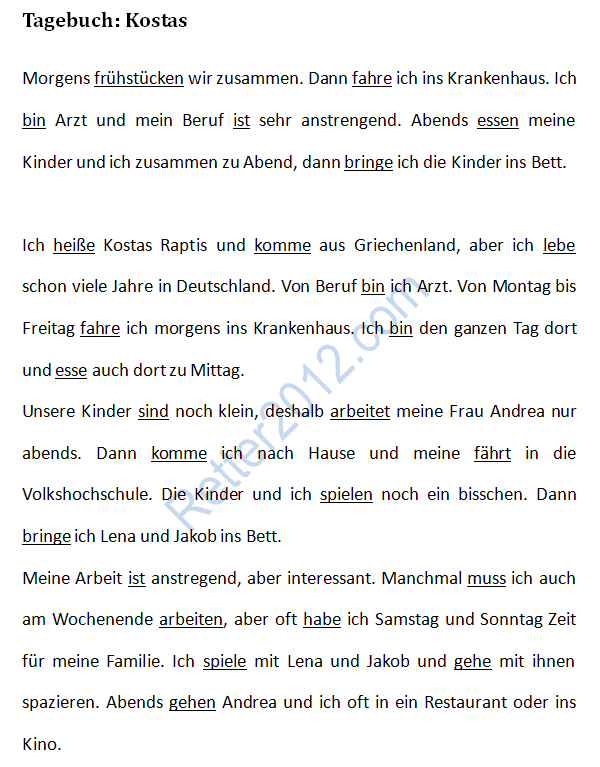 Tagebuch: Kostas
Morgens frühstücken wir zusammen. Dann fahre ich ins Krankenhaus. Ich
bin Arzt und mein Beruf ist sehr anstrengend. Abends essen meine
Kinder und ich zusammen zu Abend, dann bringe ich die Kinder ins Bett.
Ich heiße Kostas Raptis und komme aus Griechenland, aber ich lebe
schon viele Jahre in Deutschland. Von Beruf bin ich Arzt. Von Montag bis
Freitag fahre ich morgens ins Krankenhaus. Ich bin den ganzen Tag dort
und esse auch dort zu Mittag.
Unsere Kinder sind noch klein, deshalb arbeitet meine Frau Andrea nur
abends. Dann komme ich nach Hause und meine fährt in die
Volkshochschule. Die Kinder und ich spielen noch ein bisschen. Dann
bringe ich Lena und Jakob ins Bett.
Meine Arbeit ist anstregend, aber interessant. Manchmal muss ich auch
am Wochenende arbeiten, aber oft habe ich Samstag und Sonntag Zeit
für meine Familie. Ich spiele mit Lena und Jakob und gehe mit ihnen
spazieren. Abends gehen Andrea und ich oft in ein Restaurant oder ins
Kino.
Retter2012.com